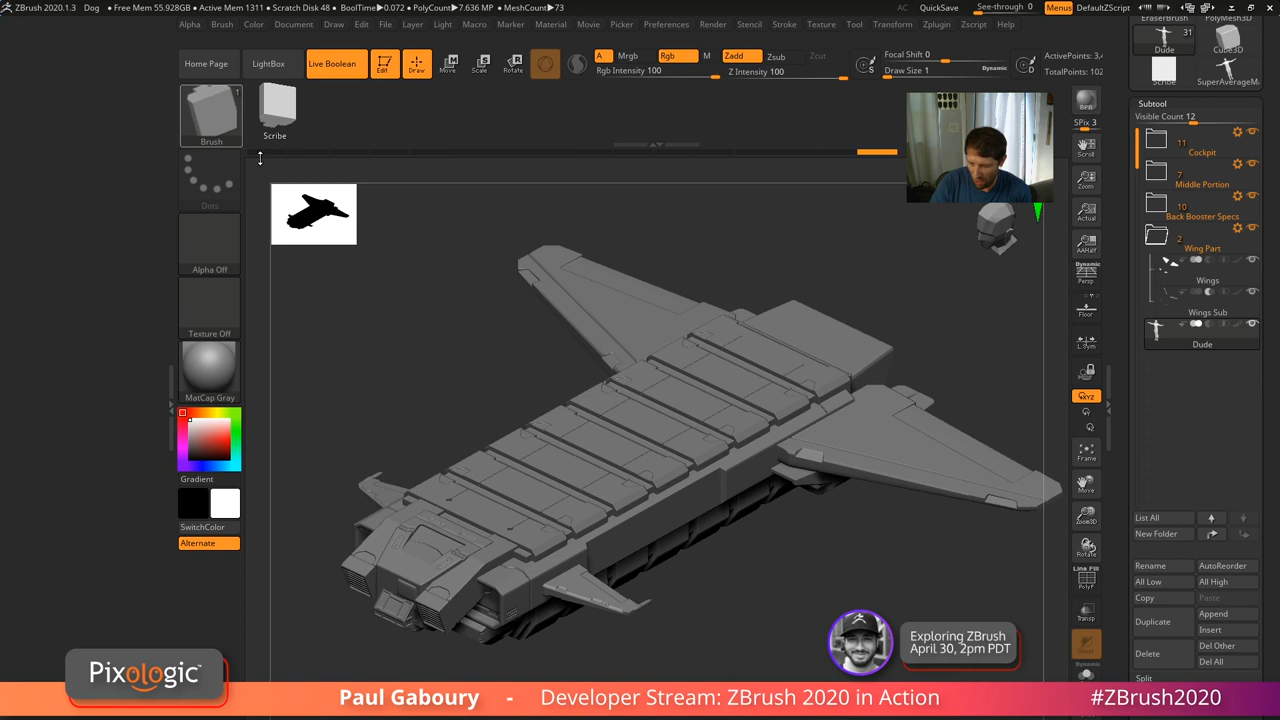 ZBrush 2020.1.3 Dog ● Free Mem 55.928GB ● Active Mem 1311 ● Scratch Disk 48 ● BoolTime▶0.072 ● PolyCount▶7.636 MP ● MeshCount▶73
AC QuickSave See-through 0 Menus DefaultZScript
Alpha Brush Color Document Draw Edit File Layer Light Macro Marker Material Movie Picker Preferences Render Stencil Stroke Texture Tool Transform Zplugin Zscript Help
Home Page LightBox Live Boolean Edit Draw Move Scale Rotate
A Mrgb Rgb M Zadd Zsub Zcut
Rgb Intensity 100 Z Intensity 100
Focal Shift 0
Draw Size 1 Dynamic
ActivePoints: 3,4
TotalPoints: 102
Brush
Scribe
Dots
Alpha Off
Texture Off
MatCap Gray
Gradient
SwitchColor
Alternate
BPR
SPix 3
Scroll
Zoom
Actual
AAHalf
Dynamic
Persp
Floor
L.Sym
XYZ
Frame
Move
Zoom3D
Rotate
Line Fill
PolyF
Transp
Ghost
Dynamic
EraserBrush PolyMesh3D
31
Dude Cube3D
Scribe SuperAverageM
Subtool
Visible Count 12
11
Cockpit
7
Middle Portion
10
Back Booster Specs
2
Wing Part
Wings
Wings Sub
Dude
List All
New Folder
Rename AutoReorder
All Low All High
Copy Paste
Duplicate Append
Insert
Delete Del Other
Del All
Split
Exploring ZBrush
April 30, 2pm PDT
Pixologic™
Paul Gaboury - Developer Stream: ZBrush 2020 in Action #ZBrush2020